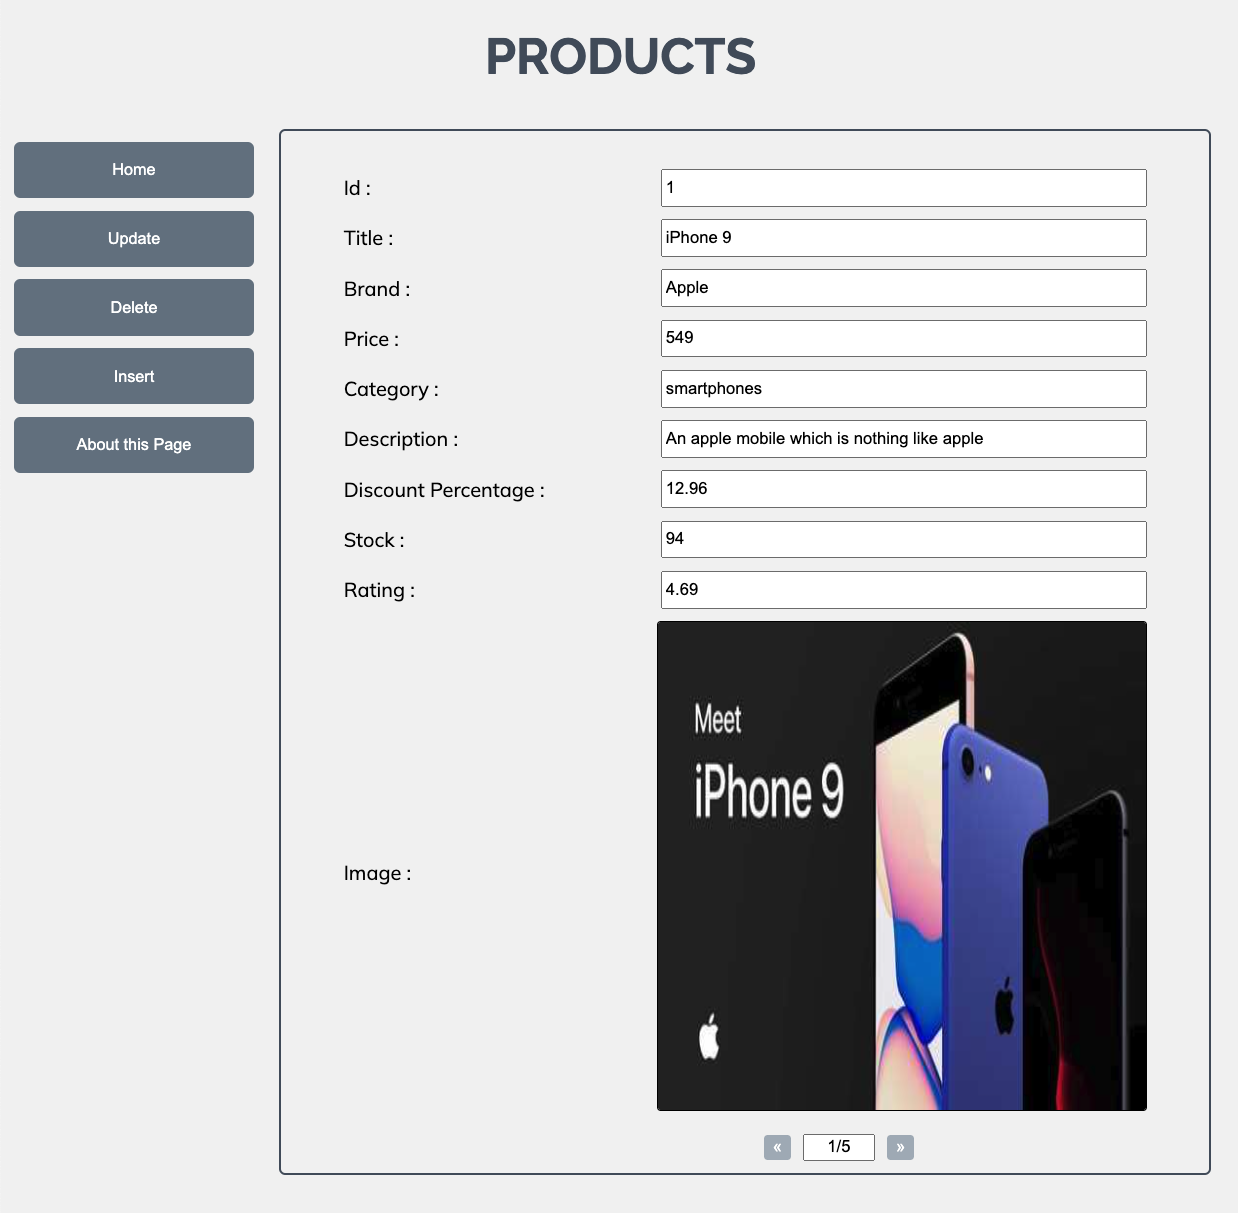 PRODUCTS
Home
Update
Delete
Insert
About this Page
Id : 1
Title : iPhone 9
Brand : Apple
Price : 549
Category : smartphones
Description : An apple mobile which is nothing like apple
Discount Percentage : 12.96
Stock : 94
Rating : 4.69
Image :
Meet
iPhone 9
« 1/5 »